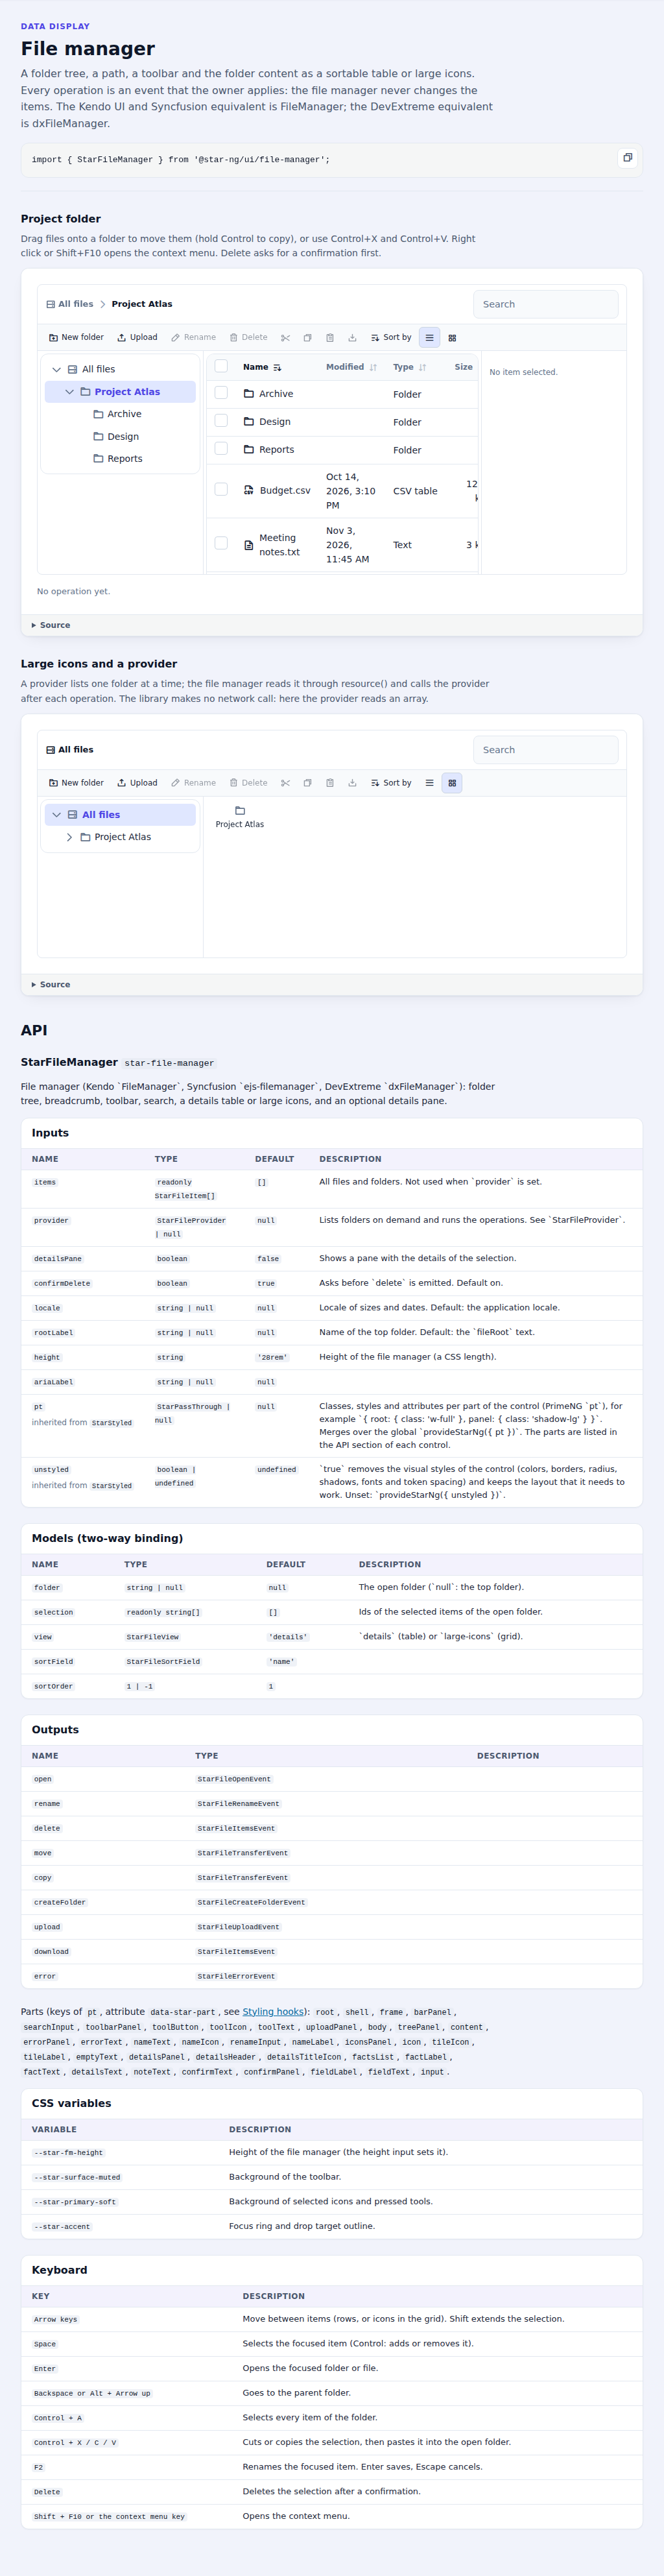 DATA DISPLAY
File manager
A folder tree, a path, a toolbar and the folder content as a sortable table or large icons.
Every operation is an event that the owner applies: the file manager never changes the
items. The Kendo UI and Syncfusion equivalent is FileManager; the DevExtreme equivalent
is dxFileManager.
import { StarFileManager } from '@star-ng/ui/file-manager';
Project folder
Drag files onto a folder to move them (hold Control to copy), or use Control+X and Control+V. Right
click or Shift+F10 opens the context menu. Delete asks for a confirmation first.
All files Project Atlas Search
New folder Upload Rename Delete Sort by
All files
Project Atlas
Archive
Design
Reports
Name Modified Type Size
Archive Folder
Design Folder
Reports Folder
Budget.csv Oct 14, 2026, 3:10 PM CSV table 12 k
Meeting notes.txt Nov 3, 2026, 11:45 AM Text 3 k
No item selected.
No operation yet.
Source
Large icons and a provider
A provider lists one folder at a time; the file manager reads it through resource() and calls the provider
after each operation. The library makes no network call: here the provider reads an array.
All files Search
New folder Upload Rename Delete Sort by
All files
Project Atlas
Project Atlas
Source
API
StarFileManager star-file-manager
File manager (Kendo `FileManager`, Syncfusion `ejs-filemanager`, DevExtreme `dxFileManager`): folder
tree, breadcrumb, toolbar, search, a details table or large icons, and an optional details pane.
Inputs
NAME TYPE DEFAULT DESCRIPTION
items readonly StarFileItem[] [] All files and folders. Not used when `provider` is set.
provider StarFileProvider | null null Lists folders on demand and runs the operations. See `StarFileProvider`.
detailsPane boolean false Shows a pane with the details of the selection.
confirmDelete boolean true Asks before `delete` is emitted. Default on.
locale string | null null Locale of sizes and dates. Default: the application locale.
rootLabel string | null null Name of the top folder. Default: the `fileRoot` text.
height string '28rem' Height of the file manager (a CSS length).
ariaLabel string | null null
pt StarPassThrough | null null Classes, styles and attributes per part of the control (PrimeNG `pt`), for
inherited from StarStyled example `{ root: { class: 'w-full' }, panel: { class: 'shadow-lg' } }`.
Merges over the global `provideStarNg({ pt })`. The parts are listed in
the API section of each control.
unstyled boolean | undefined undefined `true` removes the visual styles of the control (colors, borders, radius,
inherited from StarStyled shadows, fonts and token spacing) and keeps the layout that it needs to
work. Unset: `provideStarNg({ unstyled })`.
Models (two-way binding)
NAME TYPE DEFAULT DESCRIPTION
folder string | null null The open folder (`null`: the top folder).
selection readonly string[] [] Ids of the selected items of the open folder.
view StarFileView 'details' `details` (table) or `large-icons` (grid).
sortField StarFileSortField 'name'
sortOrder 1 | -1 1
Outputs
NAME TYPE DESCRIPTION
open StarFileOpenEvent
rename StarFileRenameEvent
delete StarFileItemsEvent
move StarFileTransferEvent
copy StarFileTransferEvent
createFolder StarFileCreateFolderEvent
upload StarFileUploadEvent
download StarFileItemsEvent
error StarFileErrorEvent
Parts (keys of pt, attribute data-star-part, see Styling hooks): root, shell, frame, barPanel,
searchInput, toolbarPanel, toolButton, toolIcon, toolText, uploadPanel, body, treePanel, content,
errorPanel, errorText, nameText, nameIcon, renameInput, nameLabel, iconsPanel, icon, tileIcon,
tileLabel, emptyText, detailsPanel, detailsHeader, detailsTitleIcon, factsList, factLabel,
factText, detailsText, noteText, confirmText, confirmPanel, fieldLabel, fieldText, input.
CSS variables
VARIABLE DESCRIPTION
--star-fm-height Height of the file manager (the height input sets it).
--star-surface-muted Background of the toolbar.
--star-primary-soft Background of selected icons and pressed tools.
--star-accent Focus ring and drop target outline.
Keyboard
KEY DESCRIPTION
Arrow keys Move between items (rows, or icons in the grid). Shift extends the selection.
Space Selects the focused item (Control: adds or removes it).
Enter Opens the focused folder or file.
Backspace or Alt + Arrow up Goes to the parent folder.
Control + A Selects every item of the folder.
Control + X / C / V Cuts or copies the selection, then pastes it into the open folder.
F2 Renames the focused item. Enter saves, Escape cancels.
Delete Deletes the selection after a confirmation.
Shift + F10 or the context menu key Opens the context menu.